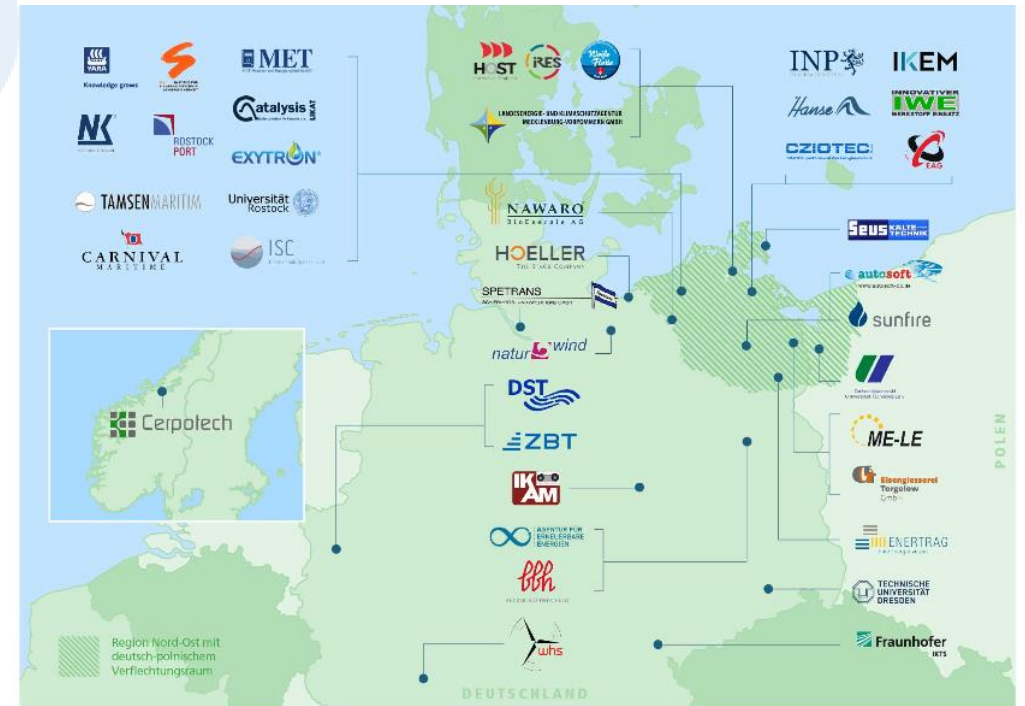 YARA
Knowledge grows
MET
Catalysis
LIKAT
NK
ROSTOCK
PORT
EXYTRON
TAMSEN MARITIM
Universität
Rostock
CARNIVAL
MARITIME
ISC
HOST
iRES
Weiße
Flotte
LANDESENERGIE- UND KLIMASCHUTZAGENTUR
MECKLENBURG-VORPOMMERN GMBH
INP
IKEM
Hanse
INNOVATIVER
IWE
WERKSTOFF EINSATZ
CZIOTEC
EAG
NAWARO
BioEnergie AG
HOELLER
SPETRANS
natur wind
DST
ZBT
IKAM
AGENTUR FÜR
ERNEUERBARE
ENERGIEN
bbh
whs
Seus KÄLTE-
TECHNIK
autosoft
sunfire
ME-LE
Eisengiesserei
Torgelow
GmbH
ENERTRAG
TECHNISCHE
UNIVERSITÄT
DRESDEN
Fraunhofer
IKTS
Cerpotech
POLEN
Region Nord-Ost mit
deutsch-polnischem
Verflechtungsraum
DEUTSCHLAND